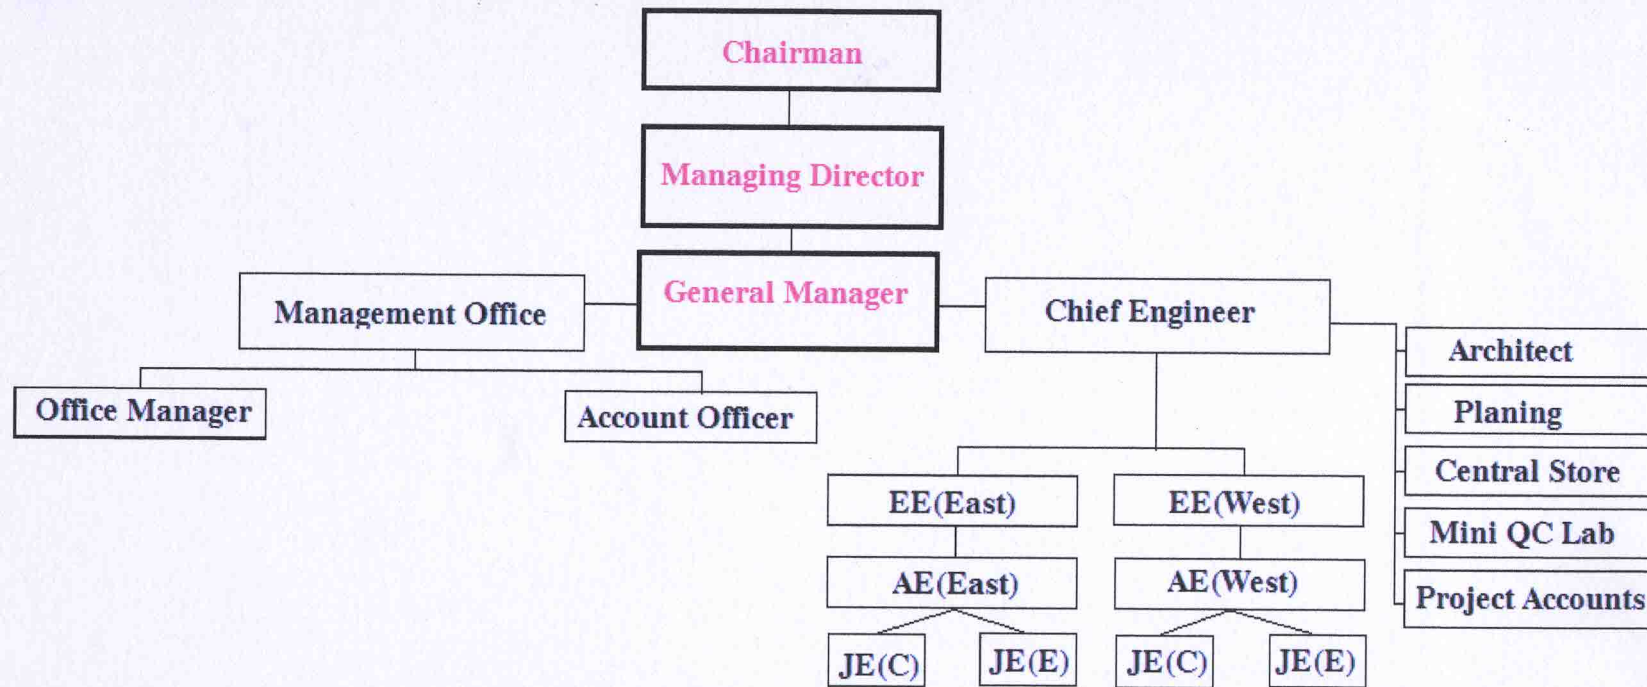 Chairman
Managing Director
General Manager
Management Office
Chief Engineer
Office Manager
Account Officer
Architect
Planing
Central Store
Mini QC Lab
Project Accounts
EE(East)
EE(West)
AE(East)
AE(West)
JE(C)
JE(E)
JE(C)
JE(E)